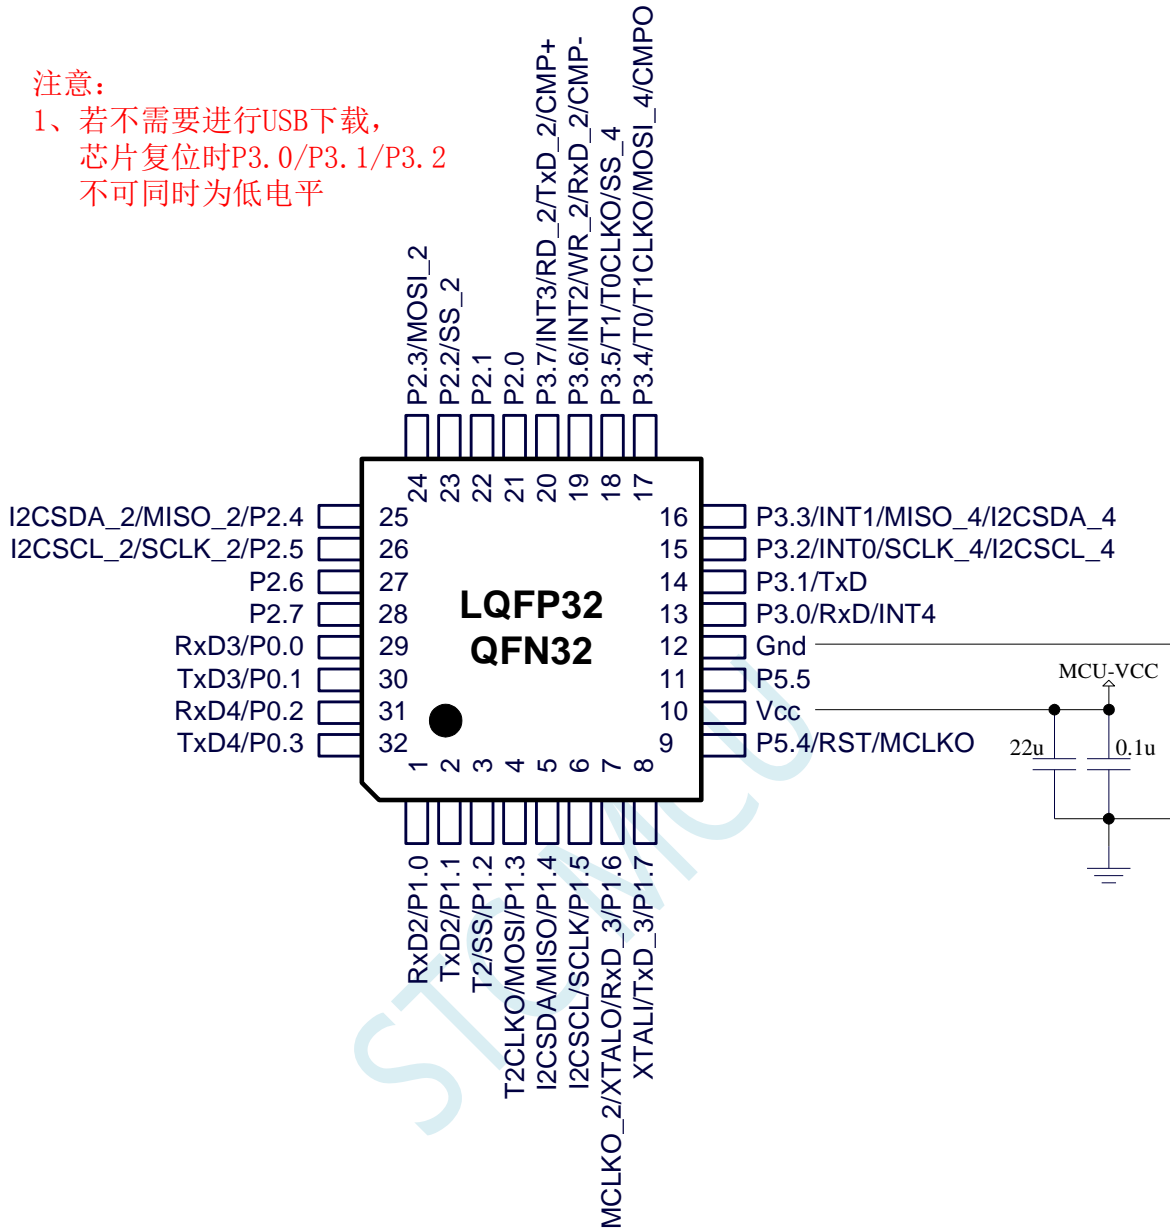 注意：
1、若不需要进行USB下载，
芯片复位时P3.0/P3.1/P3.2
不可同时为低电平
P2.3/MOSI_2
P2.2/SS_2
P2.1
P2.0
P3.7/INT3/RD_2/TxD_2/CMP+
P3.6/INT2/WR_2/RxD_2/CMP-
P3.5/T1/T0CLKO/SS_4
P3.4/T0/T1CLKO/MOSI_4/CMPO
24
23
22
21
20
19
18
17
I2CSDA_2/MISO_2/P2.4
25
I2CSCL_2/SCLK_2/P2.5
26
P2.6
27
P2.7
28
RxD3/P0.0
29
TxD3/P0.1
30
RxD4/P0.2
31
TxD4/P0.3
32
LQFP32
QFN32
16
P3.3/INT1/MISO_4/I2CSDA_4
15
P3.2/INT0/SCLK_4/I2CSCL_4
14
P3.1/TxD
13
P3.0/RxD/INT4
12
Gnd
11
P5.5
10
Vcc
9
P5.4/RST/MCLKO
MCU-VCC
22u
0.1u
1
2
3
4
5
6
7
8
RxD2/P1.0
TxD2/P1.1
T2/SS/P1.2
T2CLKO/MOSI/P1.3
I2CSDA/MISO/P1.4
I2CSCL/SCLK/P1.5
MCLKO_2/XTALO/RxD_3/P1.6
XTALI/TxD_3/P1.7
STC MCU